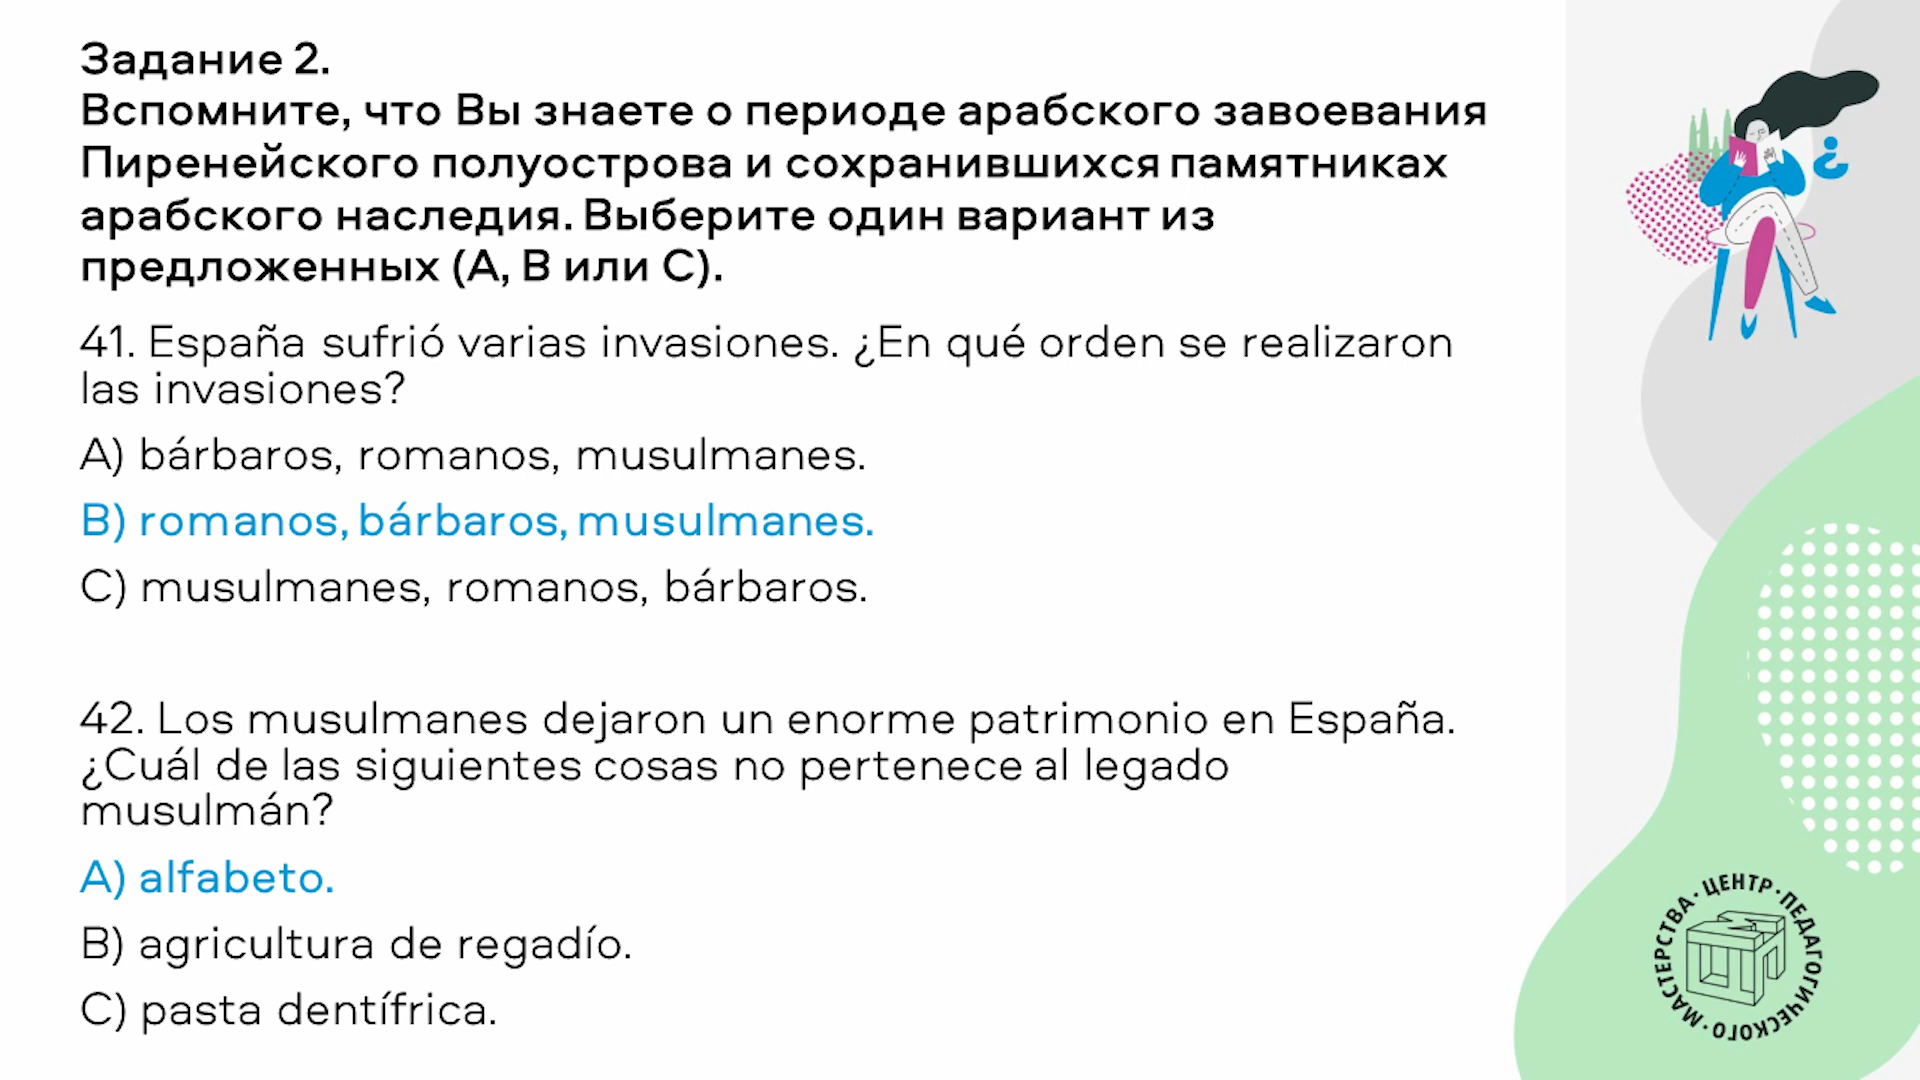 Задание 2.
Вспомните, что Вы знаете о периоде арабского завоевания
Пиренейского полуострова и сохранившихся памятниках
арабского наследия. Выберите один вариант из
предложенных (А, В или С).
41. España sufrió varias invasiones. ¿En qué orden se realizaron
las invasiones?
A) bárbaros, romanos, musulmanes.
B) romanos, bárbaros, musulmanes.
C) musulmanes, romanos, bárbaros.
42. Los musulmanes dejaron un enorme patrimonio en España.
¿Cuál de las siguientes cosas no pertenece al legado
musulmán?
A) alfabeto.
B) agricultura de regadío.
C) pasta dentífrica.
¿
ЦЕНТР · ПЕДАГОГИЧЕСКОГО · МАСТЕРСТВА ·